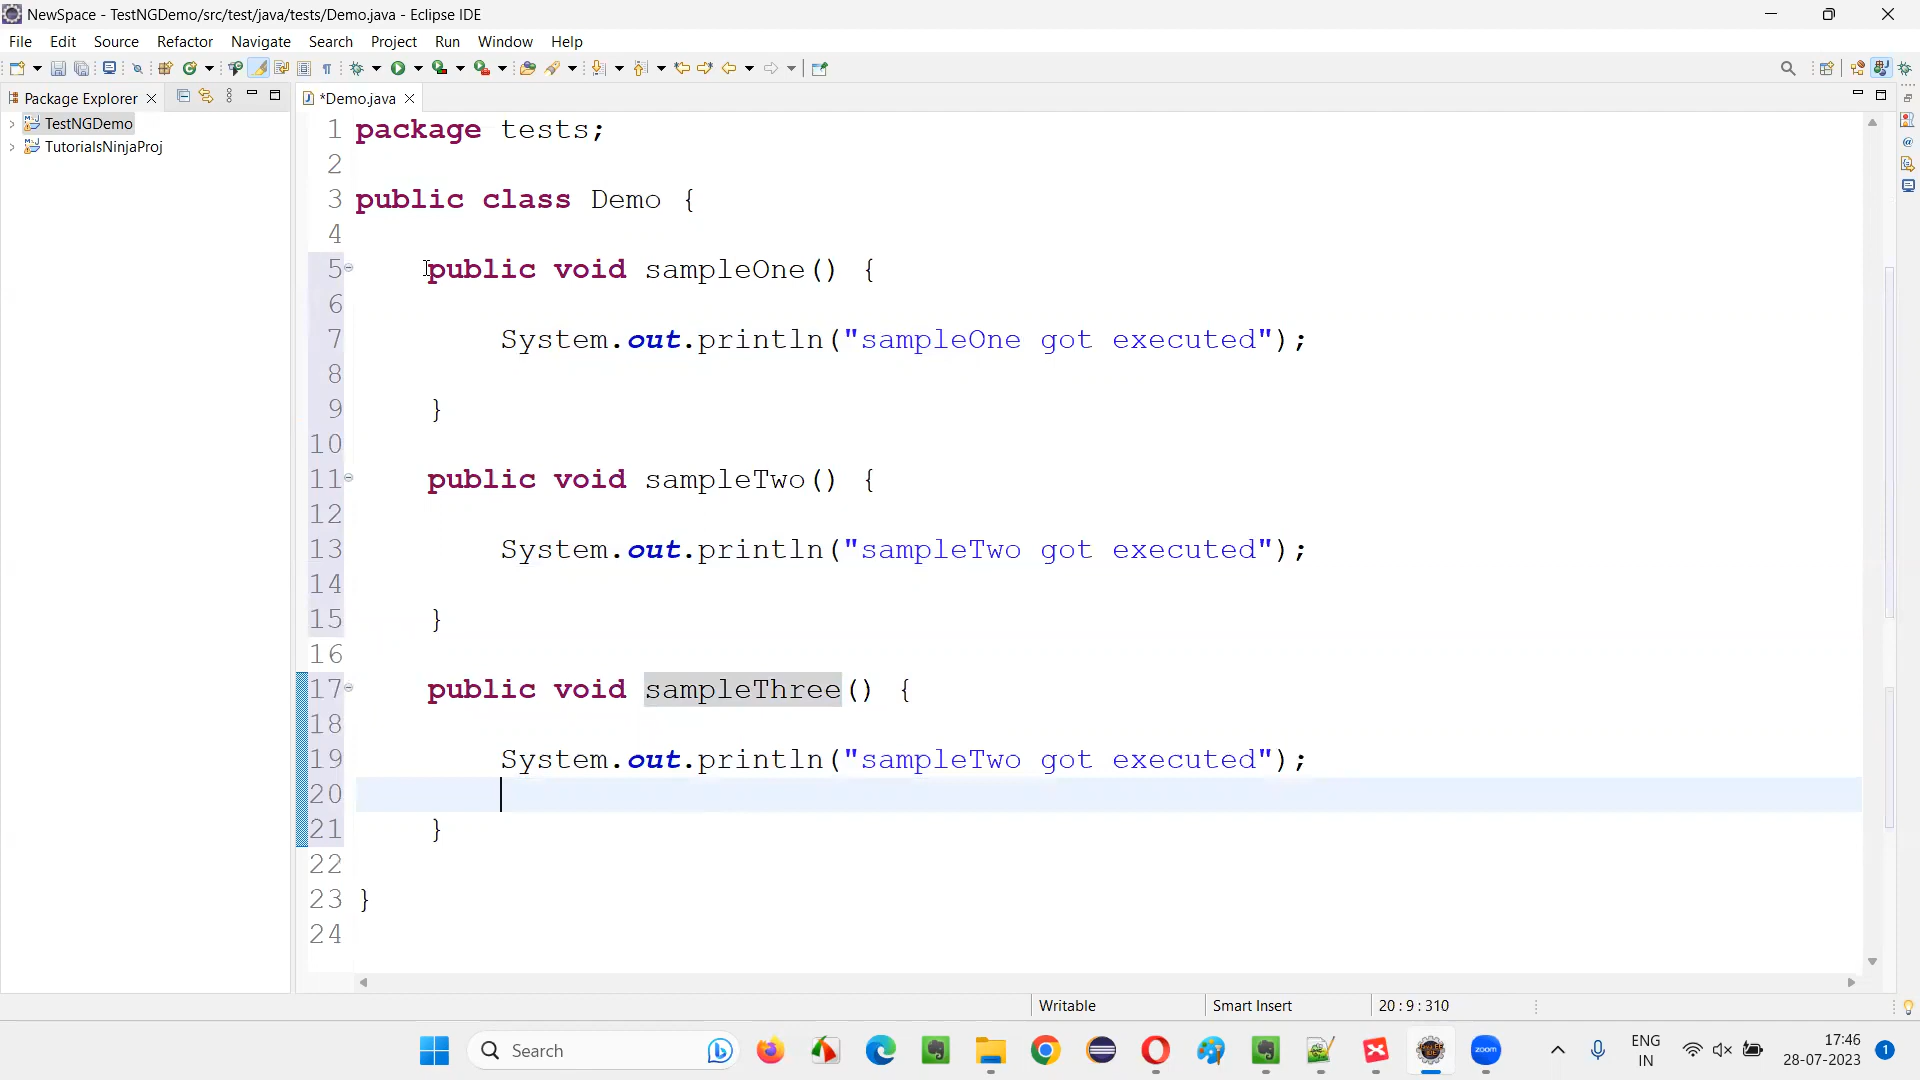 NewSpace - TestNGDemo/src/test/java/tests/Demo.java - Eclipse IDE
File Edit Source Refactor Navigate Search Run Project Run Window Help
Package Explorer
*Demo.java
TestNGDemo
TutorialsNinjaProj
1 package tests;
2
3 public class Demo {
4
5 public void sampleOne() {
6
7 System.out.println("sampleOne got executed");
8
9 }
10
11 public void sampleTwo() {
12
13 System.out.println("sampleTwo got executed");
14
15 }
16
17 public void sampleThree() {
18
19 System.out.println("sampleTwo got executed");
20
21 }
22
23 }
24
Writable
Smart Insert
20 : 9 : 310
Search
zoom
ENG
IN
17:46
28-07-2023
1